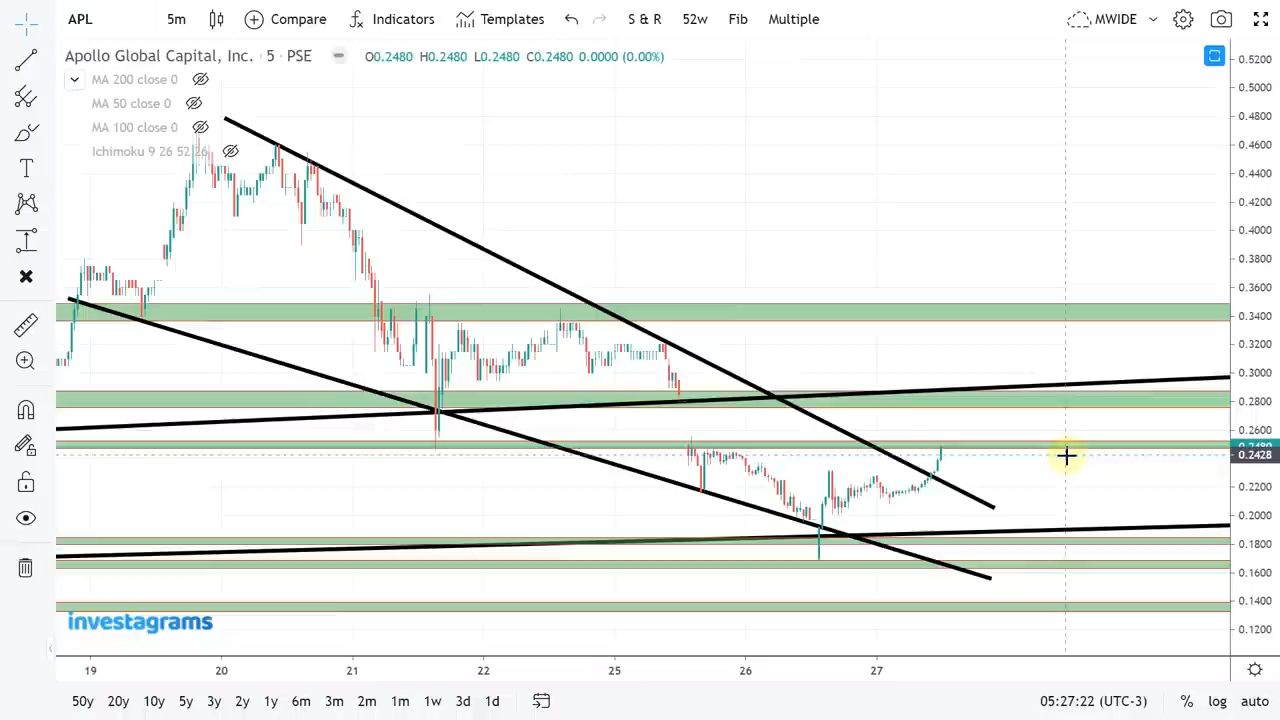 APL 5m Compare Indicators Templates S & R 52w Fib Multiple MWIDE
Apollo Global Capital, Inc. · 5 · PSE O0.2480 H0.2480 L0.2480 C0.2480 0.0000 (0.00%)
MA 200 close 0
MA 50 close 0
MA 100 close 0
Ichimoku 9 26 52 26
0.5200
0.5000
0.4800
0.4600
0.4400
0.4200
0.4000
0.3800
0.3600
0.3400
0.3200
0.3000
0.2800
0.2600
0.2480
0.2428
0.2200
0.2000
0.1800
0.1600
0.1400
0.1200
investagrams
19 20 21 22 25 26 27
50y 20y 10y 5y 3y 2y 1y 6m 3m 2m 1m 1w 3d 1d 05:27:22 (UTC-3) % log auto